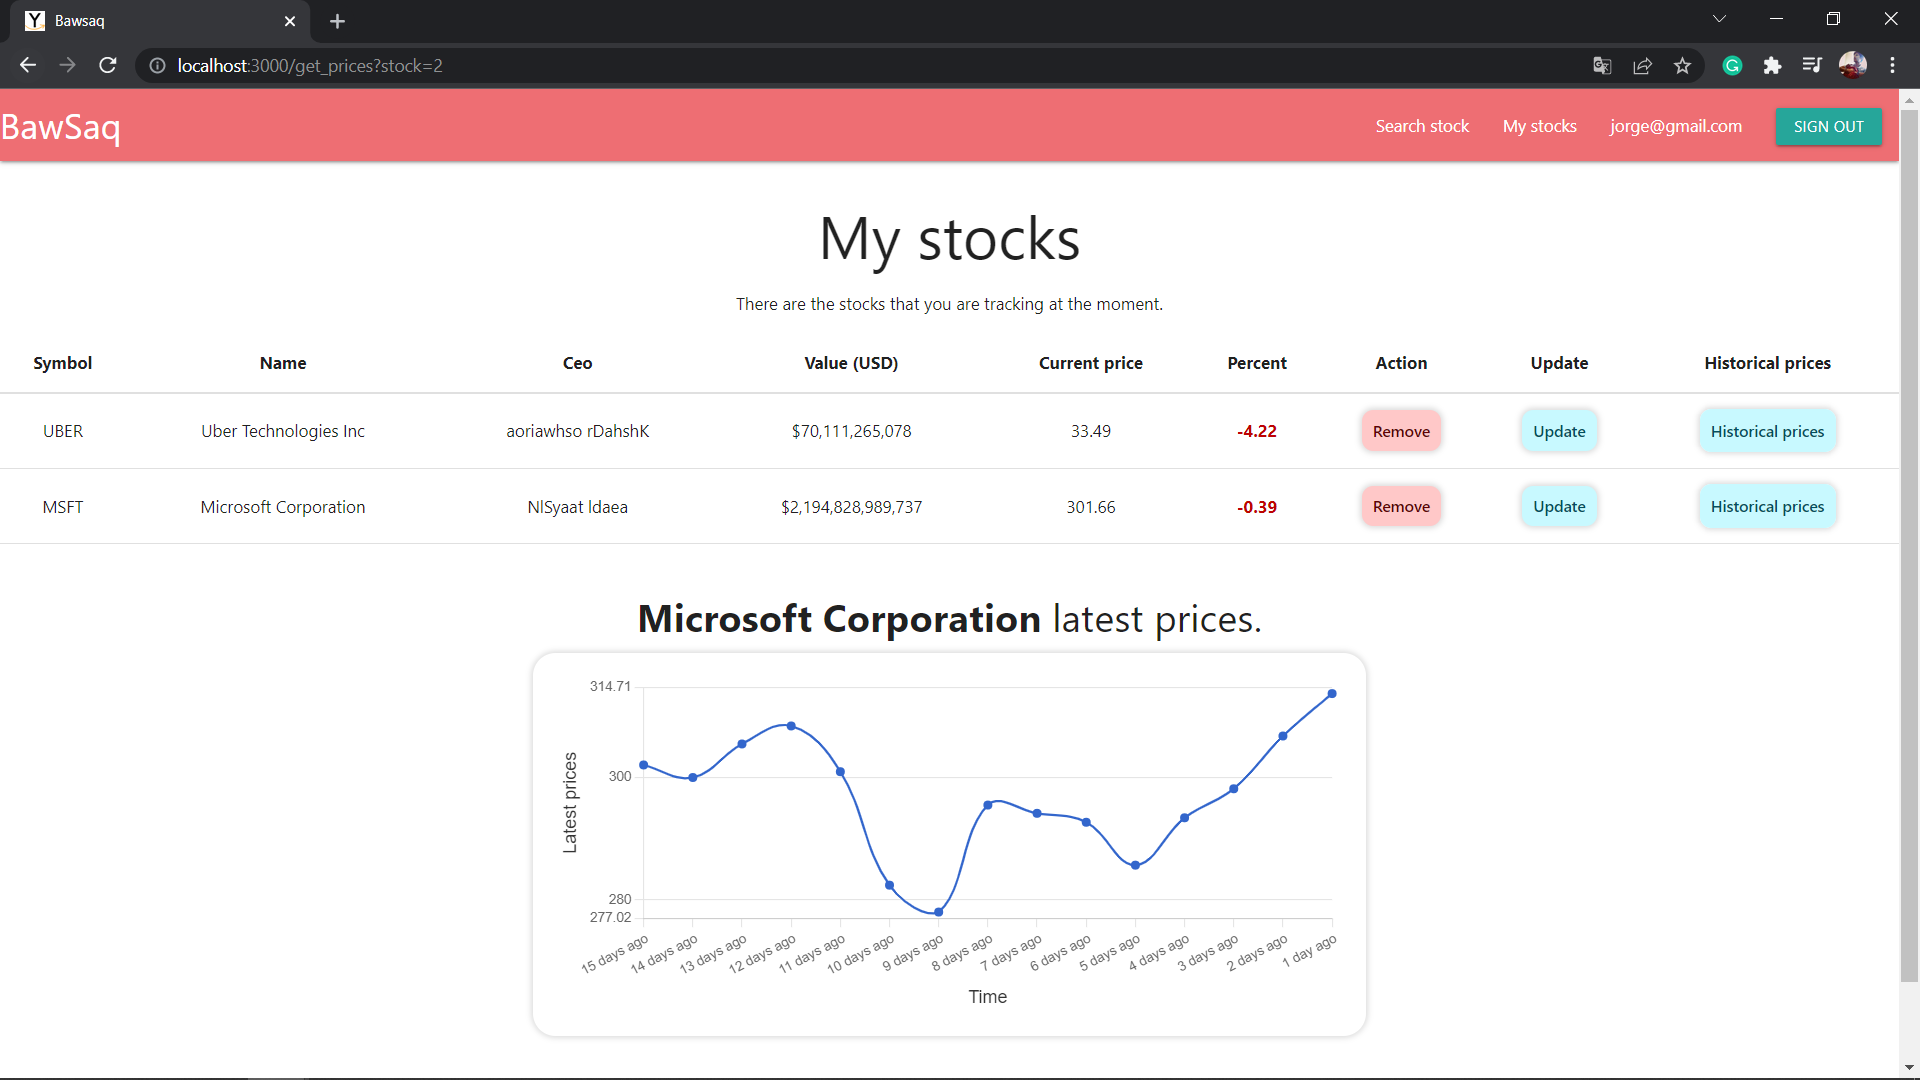 Bawsaq
localhost:3000/get_prices?stock=2
BawSaq
Search stock My stocks jorge@gmail.com SIGN OUT
My stocks
There are the stocks that you are tracking at the moment.
Symbol Name Ceo Value (USD) Current price Percent Action Update Historical prices
UBER Uber Technologies Inc aoriawhso rDahshK $70,111,265,078 33.49 -4.22 Remove Update Historical prices
MSFT Microsoft Corporation NlSyaat ldaea $2,194,828,989,737 301.66 -0.39 Remove Update Historical prices
Microsoft Corporation latest prices.
314.71
300
280
277.02
Latest prices
15 days ago 14 days ago 13 days ago 12 days ago 11 days ago 10 days ago 9 days ago 8 days ago 7 days ago 6 days ago 5 days ago 4 days ago 3 days ago 2 days ago 1 day ago
Time